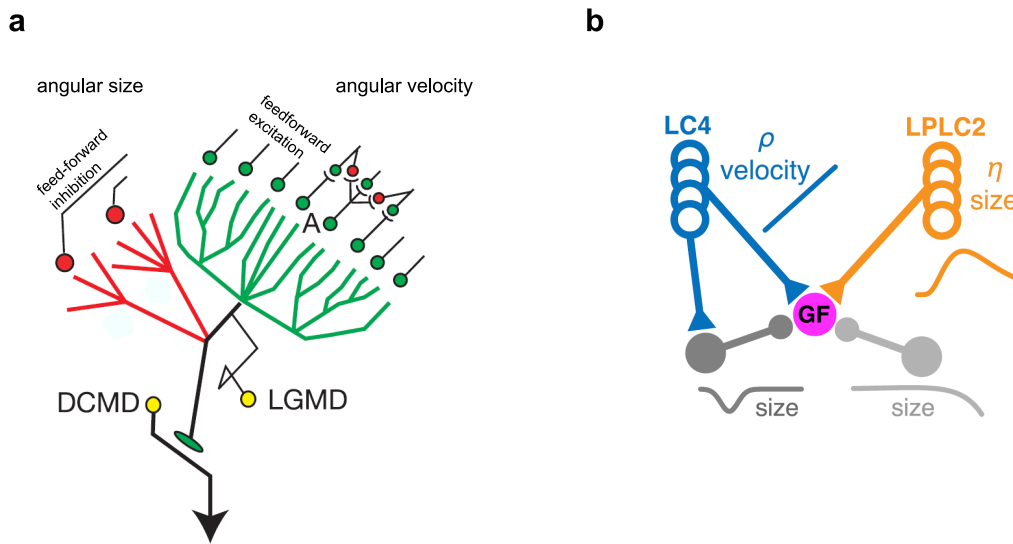 a
b
angular size
angular velocity
feed-forward
inhibition
feedforward
excitation
A
DCMD
LGMD
LC4
ρ
velocity
LPLC2
η
size
GF
size
size